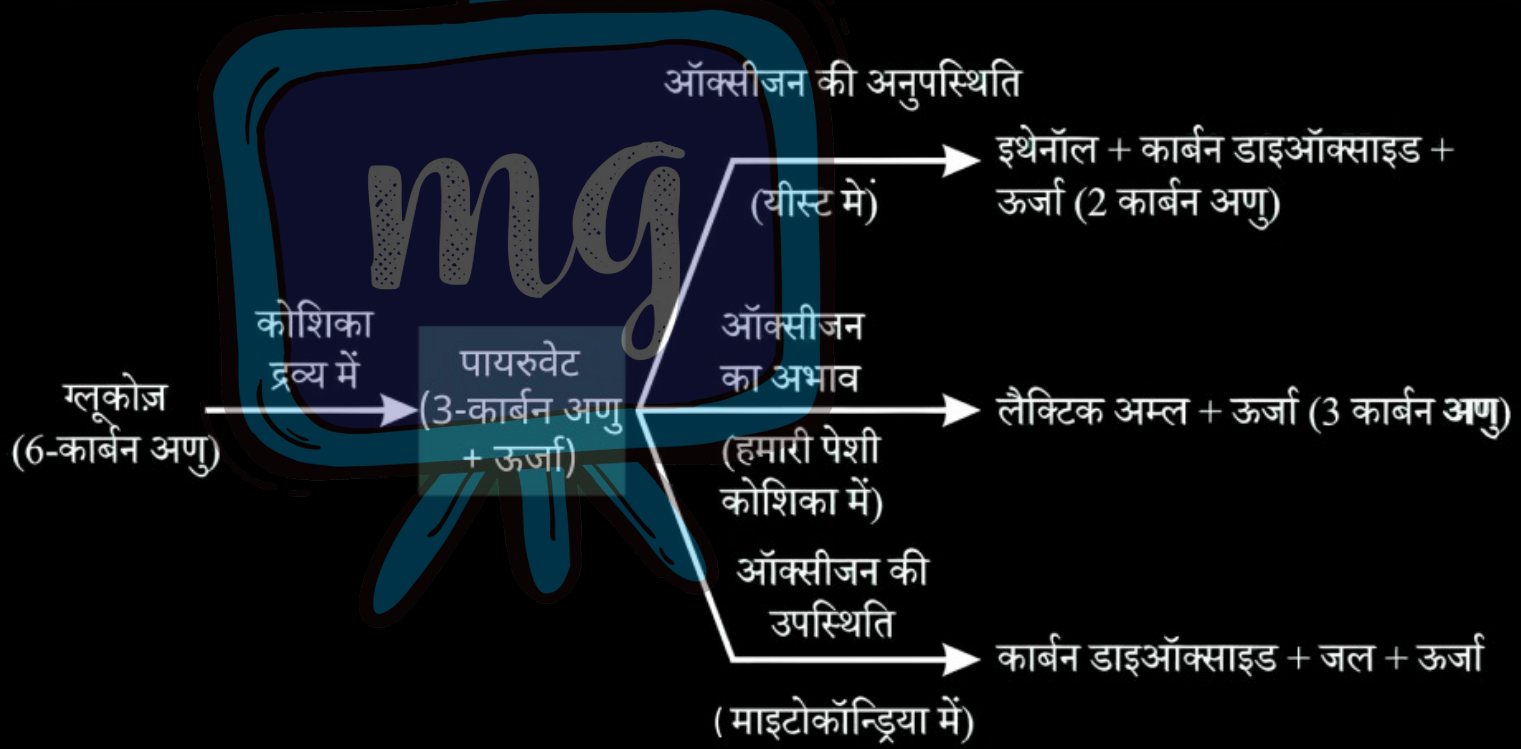 ऑक्सीजन की अनुपस्थिति
इथेनॉल + कार्बन डाइऑक्साइड +
ऊर्जा (2 कार्बन अणु)
(यीस्ट में)
mg
कोशिका
द्रव्य में
ग्लूकोज़
(6-कार्बन अणु)
पायरुवेट
(3-कार्बन अणु
+ ऊर्जा)
ऑक्सीजन
का अभाव
(हमारी पेशी
कोशिका में)
लैक्टिक अम्ल + ऊर्जा (3 कार्बन अणु)
ऑक्सीजन की
उपस्थिति
(माइटोकॉन्ड्रिया में)
कार्बन डाइऑक्साइड + जल + ऊर्जा